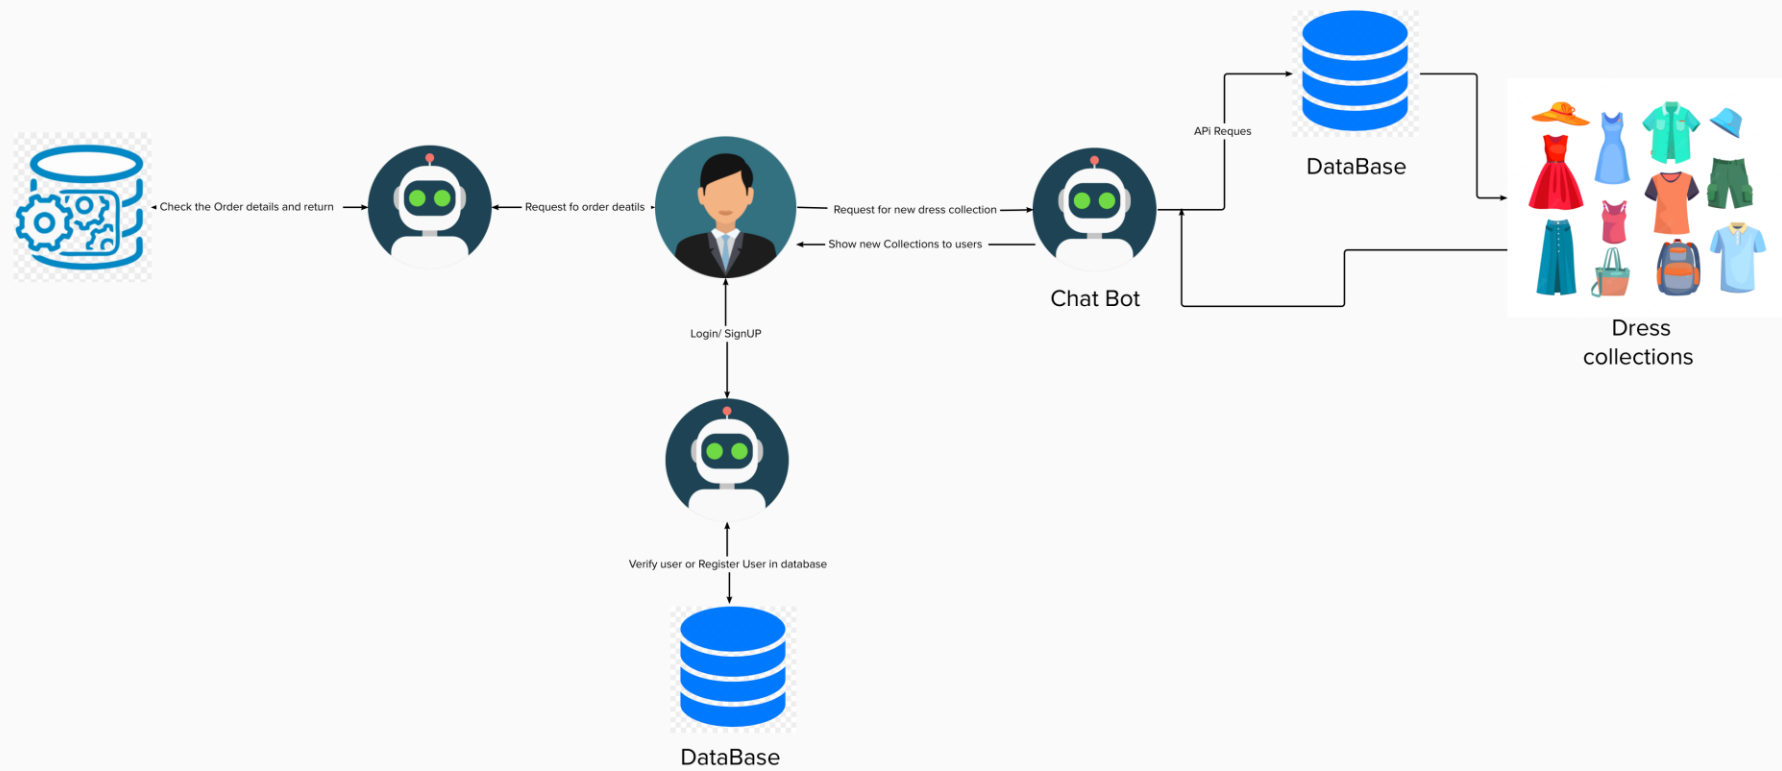 APi Reques
DataBase
Check the Order details and return
Request fo order deatils
Request for new dress collection
Show new Collections to users
Chat Bot
Dress
collections
Login/ SignUP
Verify user or Register User in database
DataBase